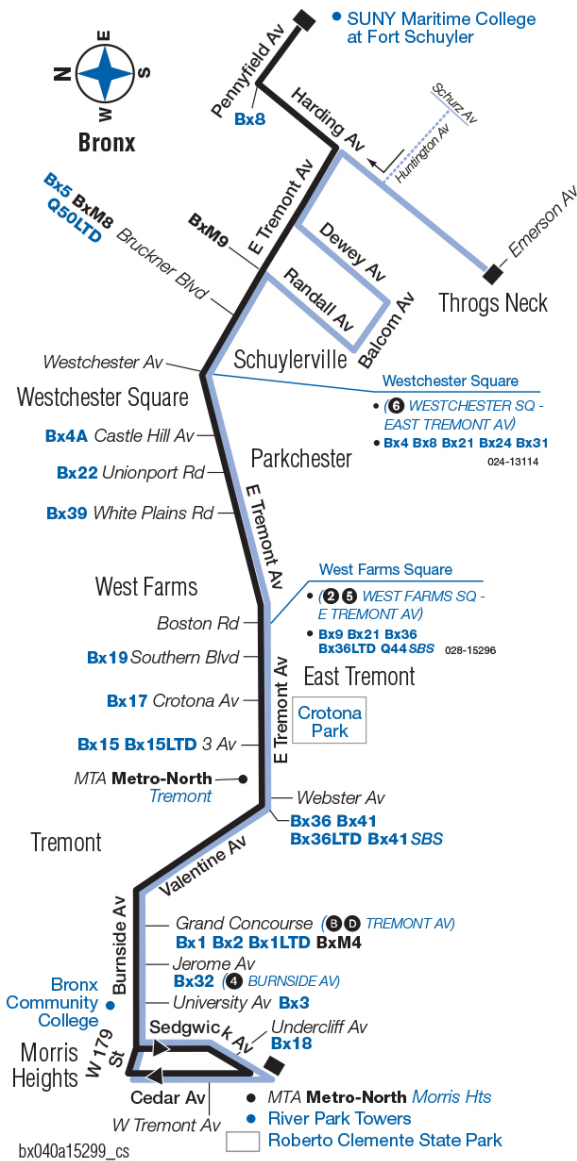 SUNY Maritime College
at Fort Schuyler
E
N
S
W
Bronx
Pennyfield Av
Bx8
Harding Av
Schurz Av
Huntington Av
Emerson Av
Throgs Neck
Bx5 BxM8
Q50LTD
Bruckner Blvd
BxM9
E Tremont Av
Dewey Av
Randall Av
Balcom Av
Westchester Av
Schuylerville
Westchester Square
Westchester Square
(6 WESTCHESTER SQ -
EAST TREMONT AV)
Bx4 Bx8 Bx21 Bx24 Bx31
024-13114
Bx4A Castle Hill Av
Parkchester
Bx22 Unionport Rd
Bx39 White Plains Rd
E Tremont Av
West Farms
West Farms Square
(2 5 WEST FARMS SQ -
E TREMONT AV)
Bx9 Bx21 Bx36
Bx36LTD Q44SBS 028-15296
Boston Rd
Bx19 Southern Blvd
East Tremont
Bx17 Crotona Av
E Tremont Av
Crotona
Park
Bx15 Bx15LTD 3 Av
MTA Metro-North
Tremont
Webster Av
Bx36 Bx41
Bx36LTD Bx41SBS
Tremont
Valentine Av
Burnside Av
Grand Concourse (B D TREMONT AV)
Bx1 Bx2 Bx1LTD BxM4
Jerome Av
Bx32 (4 BURNSIDE AV)
University Av Bx3
Bronx
Community
College
Sedgwick Av
Undercliff Av
Bx18
W 179
St
Morris
Heights
Cedar Av
W Tremont Av
MTA Metro-North Morris Hts
River Park Towers
Roberto Clemente State Park
bx040a15299_cs